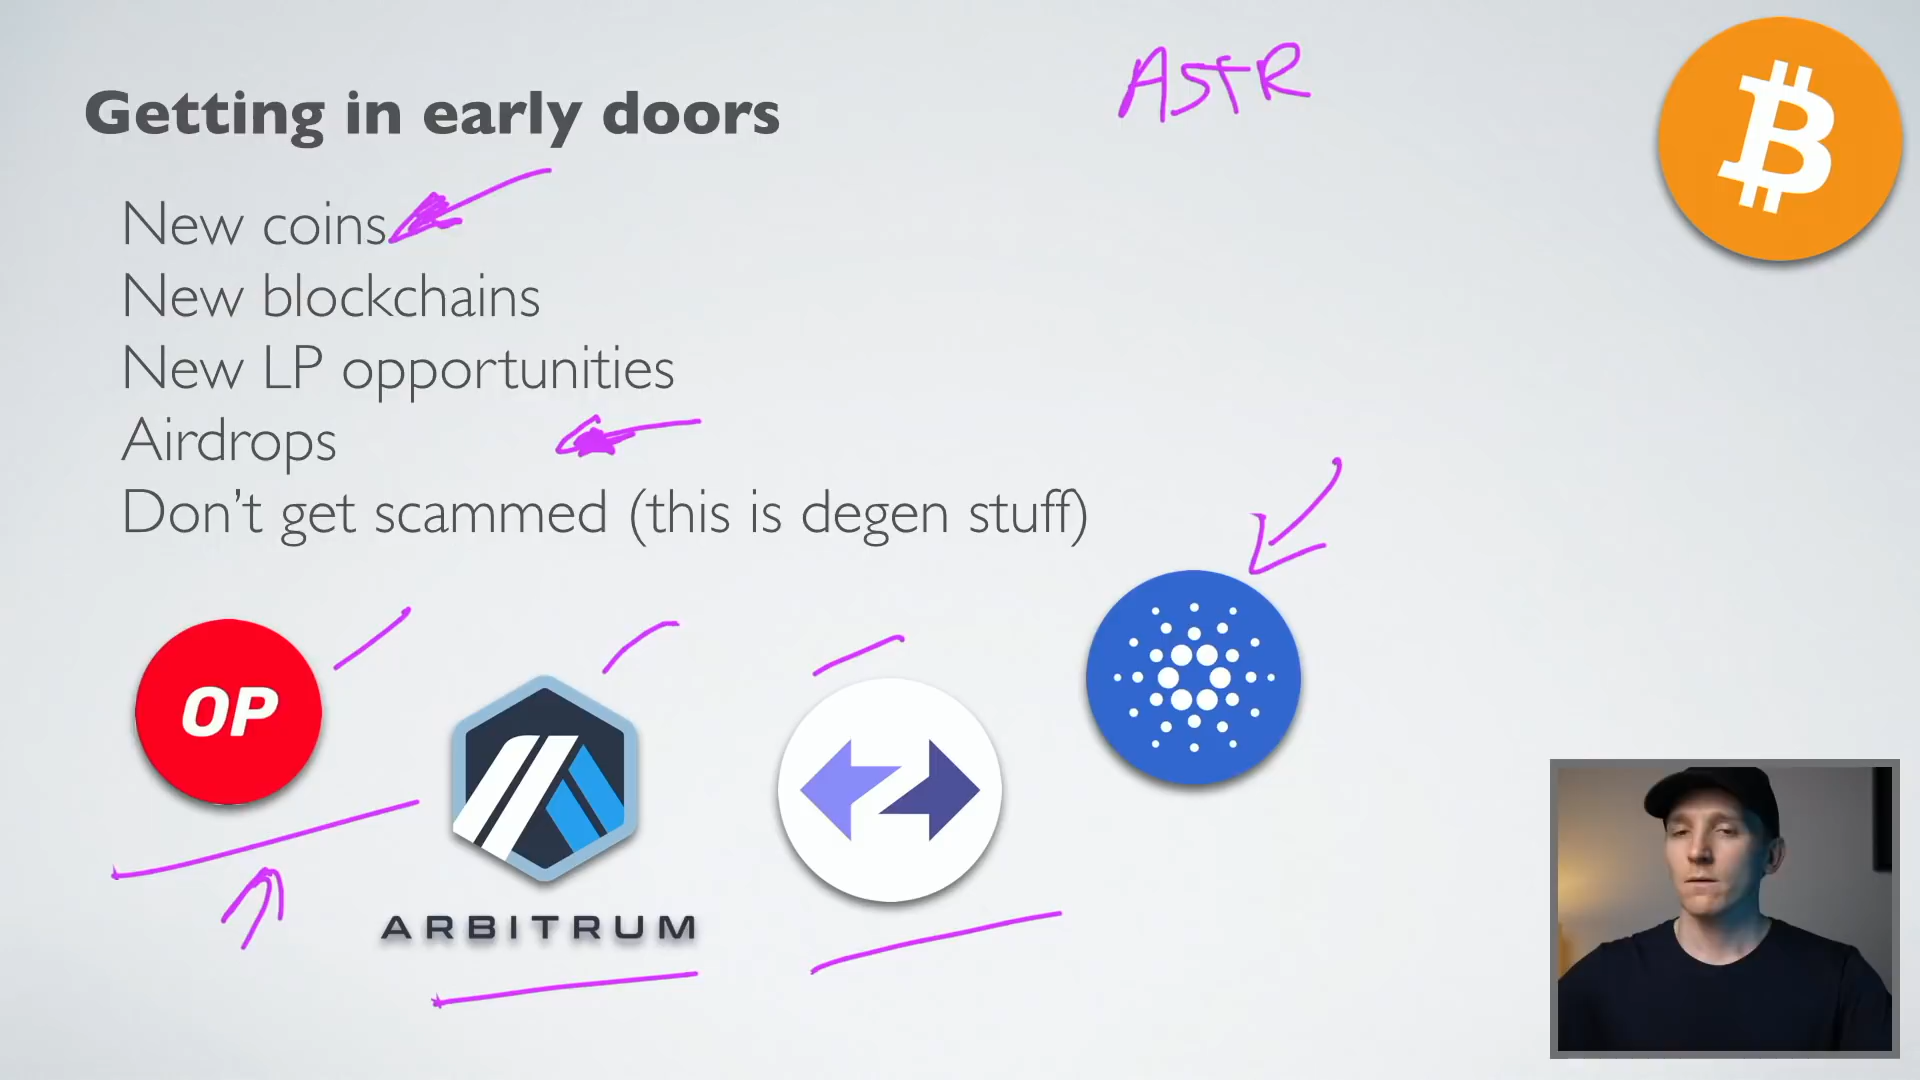 ASTR
Getting in early doors
New coins
New blockchains
New LP opportunities
Airdrops
Don't get scammed (this is degen stuff)
OP
ARBITRUM